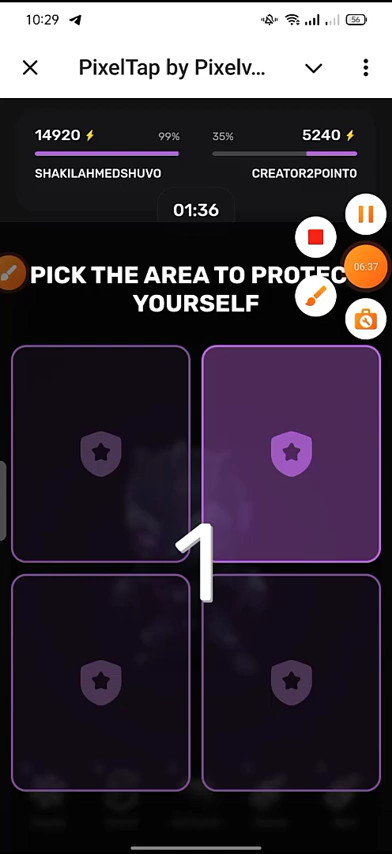 10:29
56
PixelTap by Pixelv...
14920 99% 35% 5240
SHAKILAHMEDSHUVO CREATOR2POINT0
01:36
06:37
PICK THE AREA TO PROTEC
YOURSELF
1